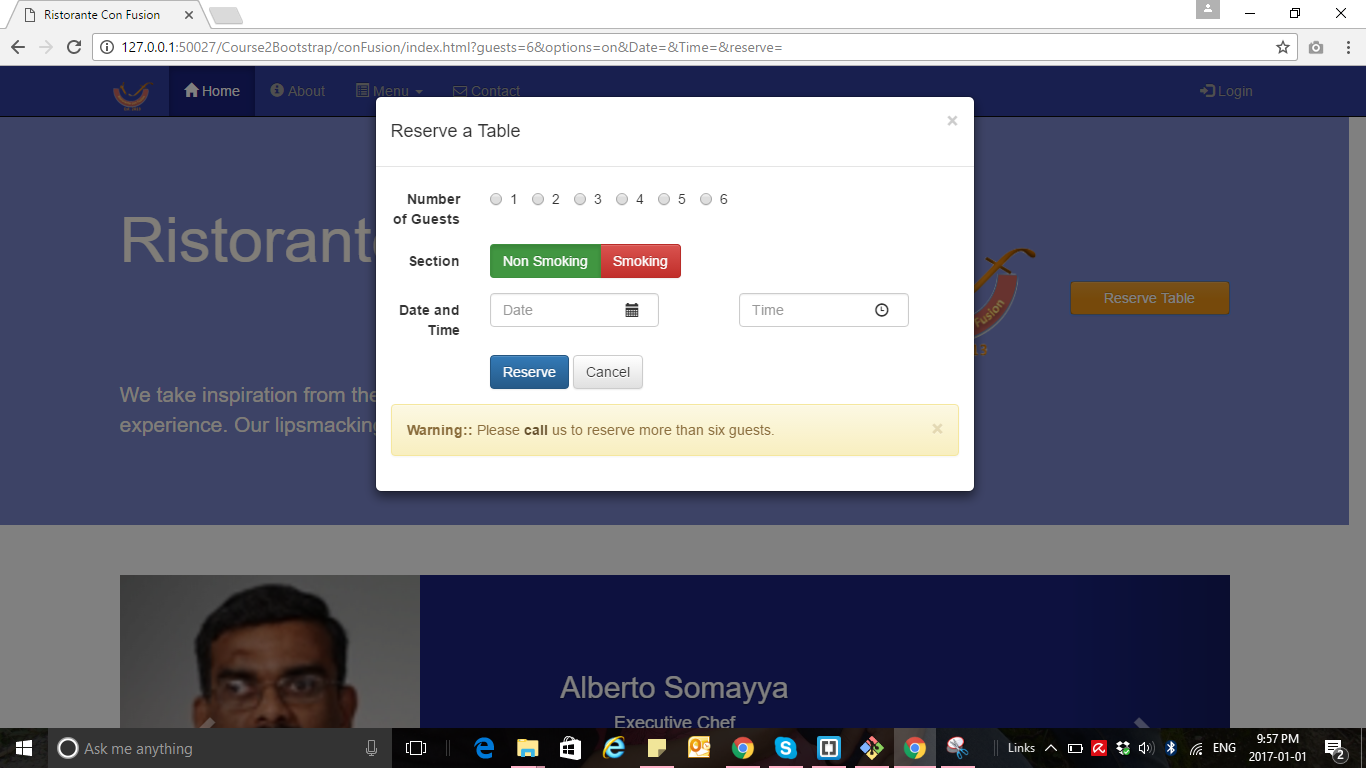 Ristorante Con Fusion
127.0.0.1:50027/Course2Bootstrap/conFusion/index.html?guests=6&options=on&Date=&Time=&reserve=
Home About Menu Contact Login
Reserve a Table ×
Number of Guests 1 2 3 4 5 6
Section Non Smoking Smoking
Date and Time Date Time
Reserve Cancel
Warning:: Please call us to reserve more than six guests. ×
Ristorante
Fusion
Reserve Table
We take inspiration from the
experience. Our lipsmacking
Alberto Somayya
Executive Chef
Ask me anything
Links ENG 9:57 PM
2017-01-01 2